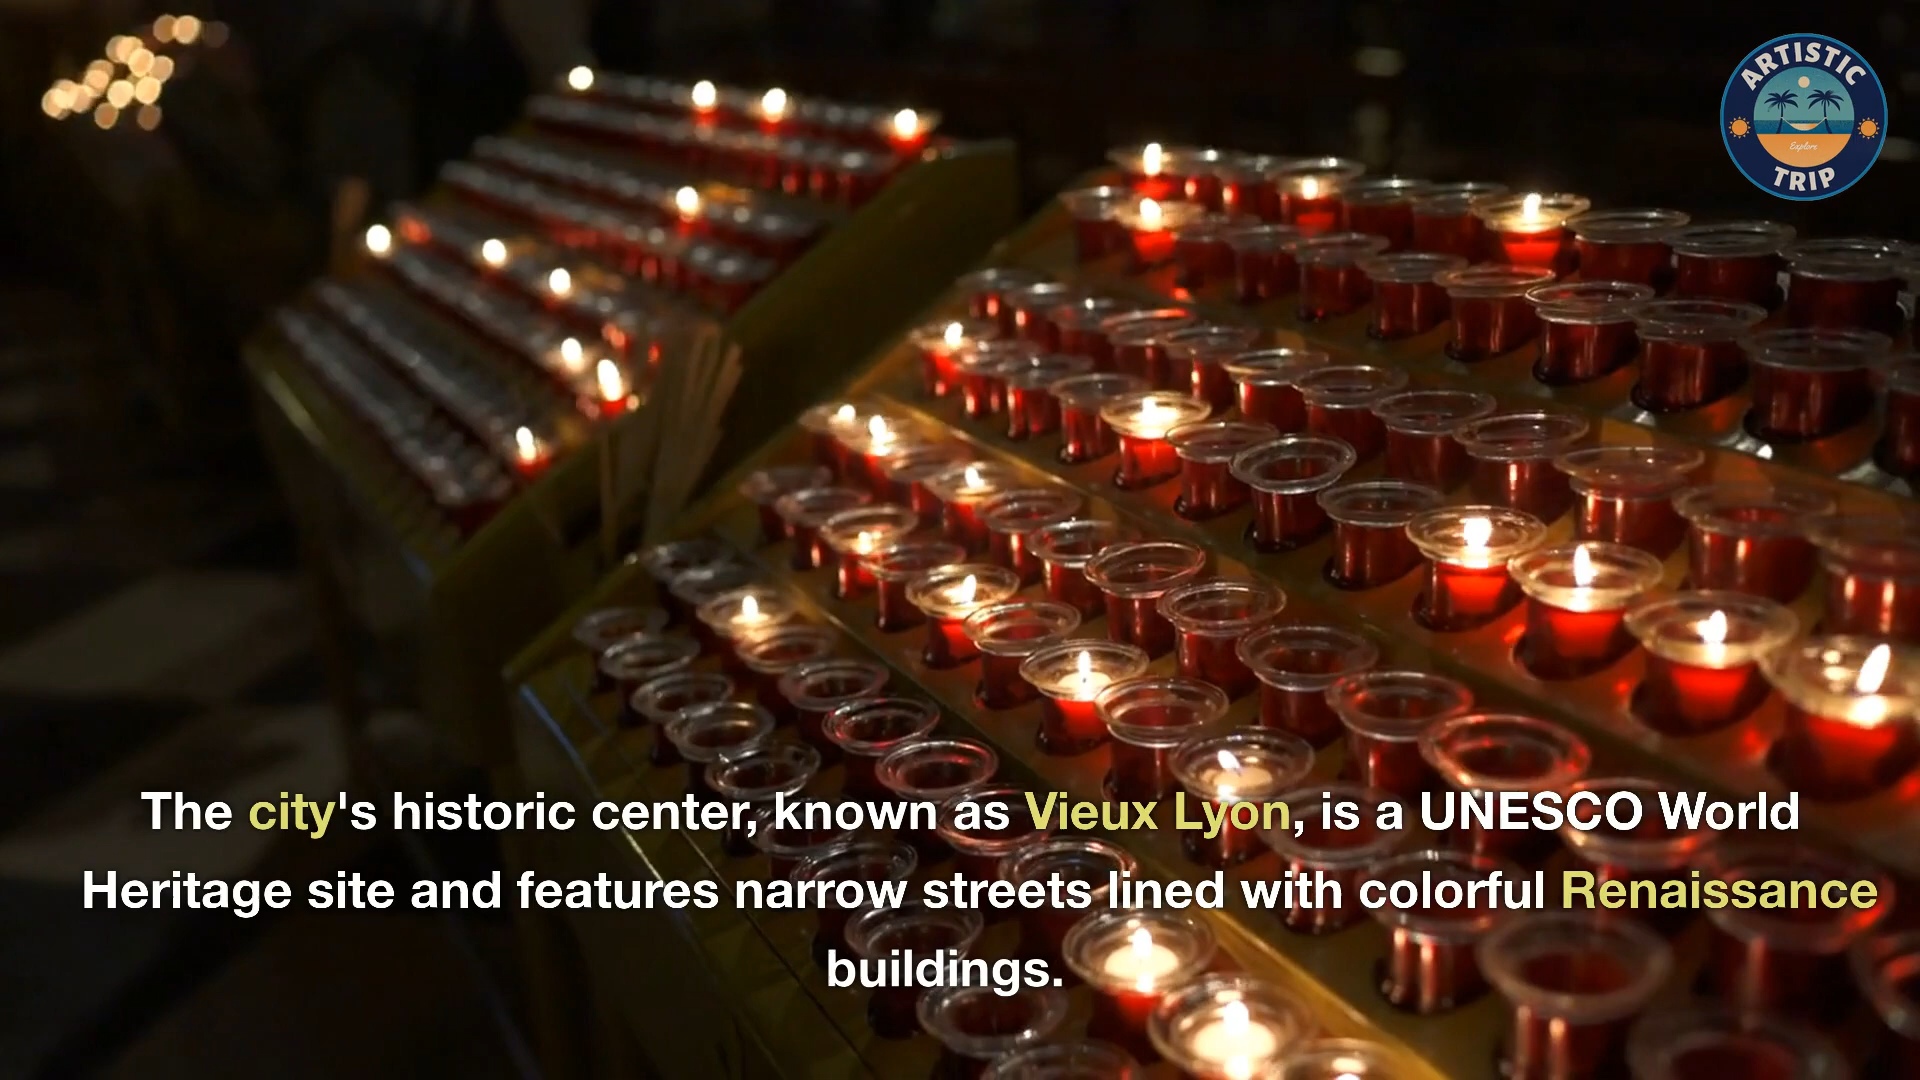 ARTISTIC
Explore
TRIP
The city's historic center, known as Vieux Lyon, is a UNESCO World
Heritage site and features narrow streets lined with colorful Renaissance
buildings.